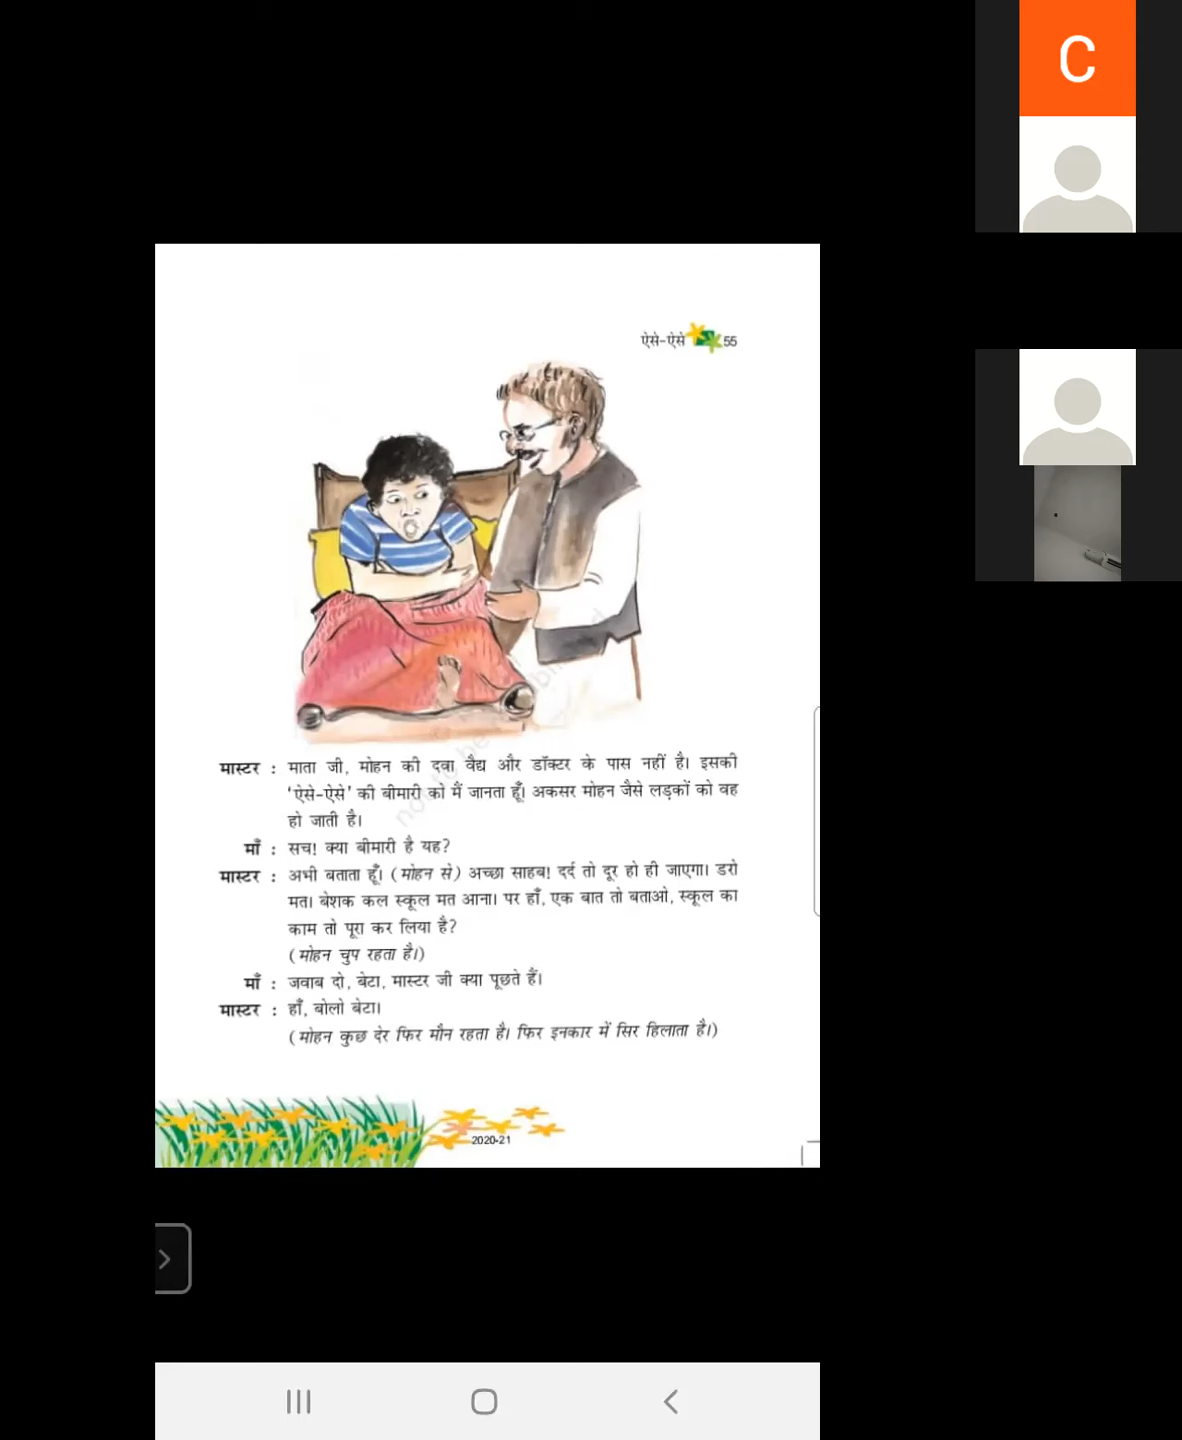 C
ऐसे-ऐसे 55
मास्टर : माता जी, मोहन की दवा वैद्य और डॉक्टर के पास नहीं है। इसकी
'ऐसे-ऐसे' की बीमारी को मैं जानता हूँ। अकसर मोहन जैसे लड़कों को वह
हो जाती है।
माँ : सच! क्या बीमारी है यह?
मास्टर : अभी बताता हूँ। (मोहन से) अच्छा साहब! दर्द तो दूर हो ही जाएगा। डरो
मत। बेशक कल स्कूल मत आना। पर हाँ, एक बात तो बताओ, स्कूल का
काम तो पूरा कर लिया है?
(मोहन चुप रहता है।)
माँ : जवाब दो, बेटा, मास्टर जी क्या पूछते हैं।
मास्टर : हाँ, बोलो बेटा।
(मोहन कुछ देर फिर मौन रहता है। फिर इनकार में सिर हिलाता है।)
2020-21